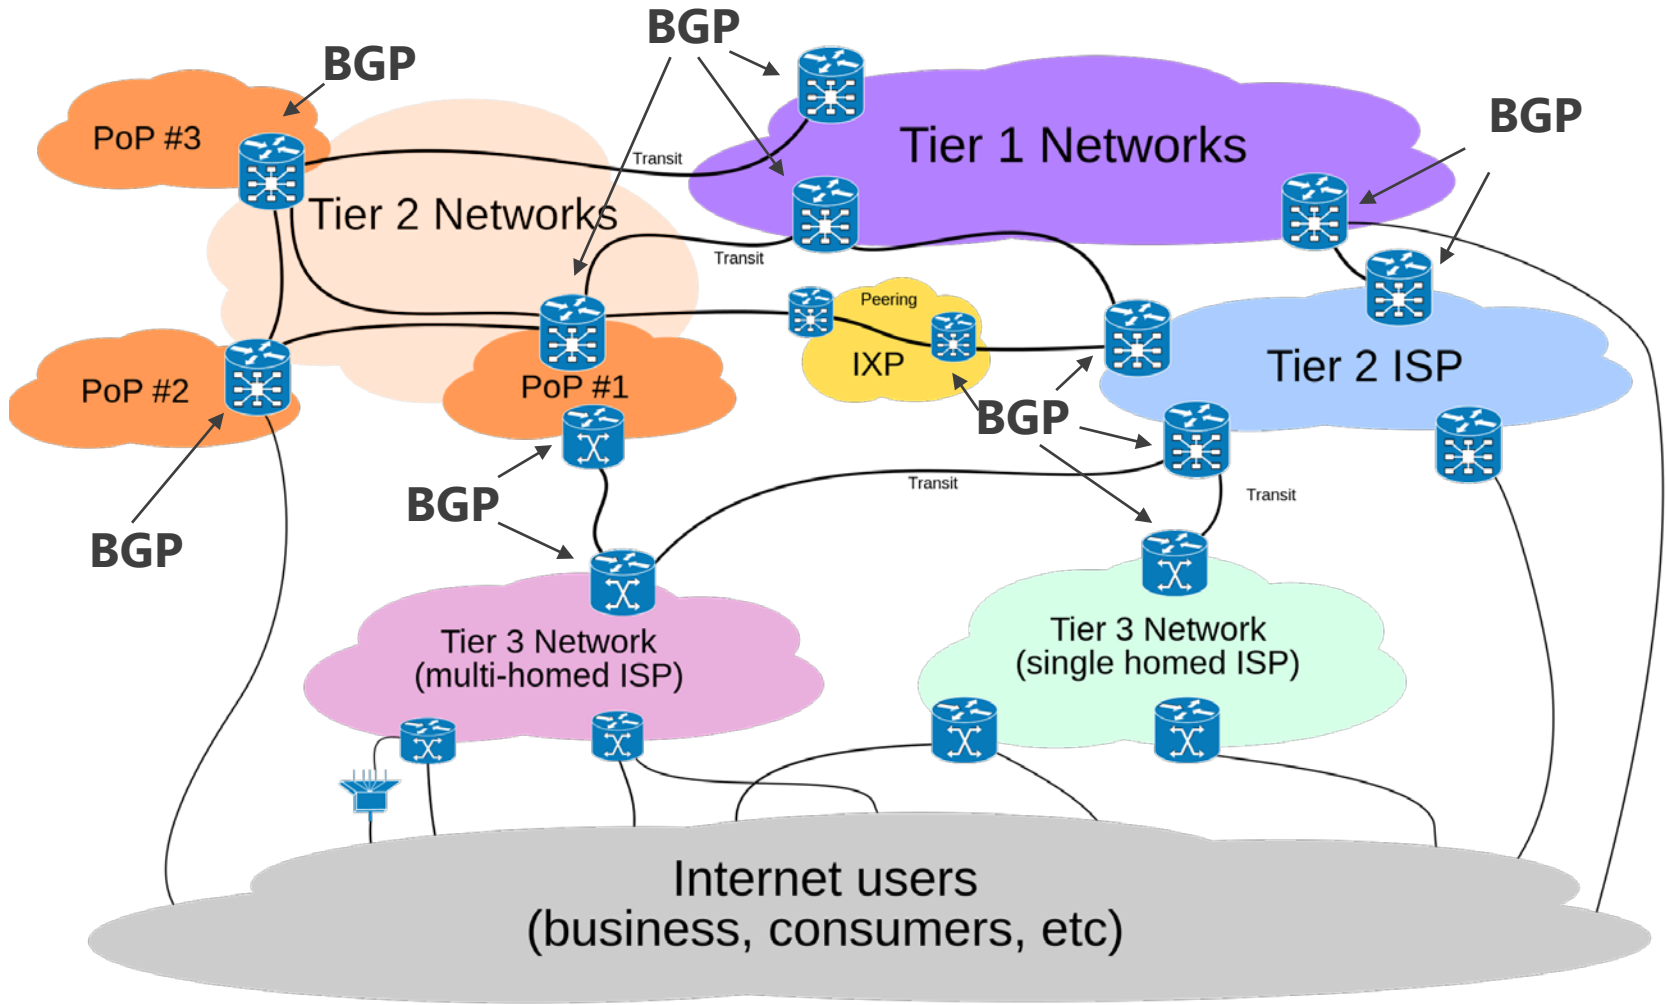 BGP
BGP
BGP
PoP #3
Tier 1 Networks
Transit
Tier 2 Networks
Transit
Peering
IXP
Tier 2 ISP
PoP #2
PoP #1
BGP
BGP
Transit
Transit
BGP
Tier 3 Network
(multi-homed ISP)
Tier 3 Network
(single homed ISP)
Internet users
(business, consumers, etc)